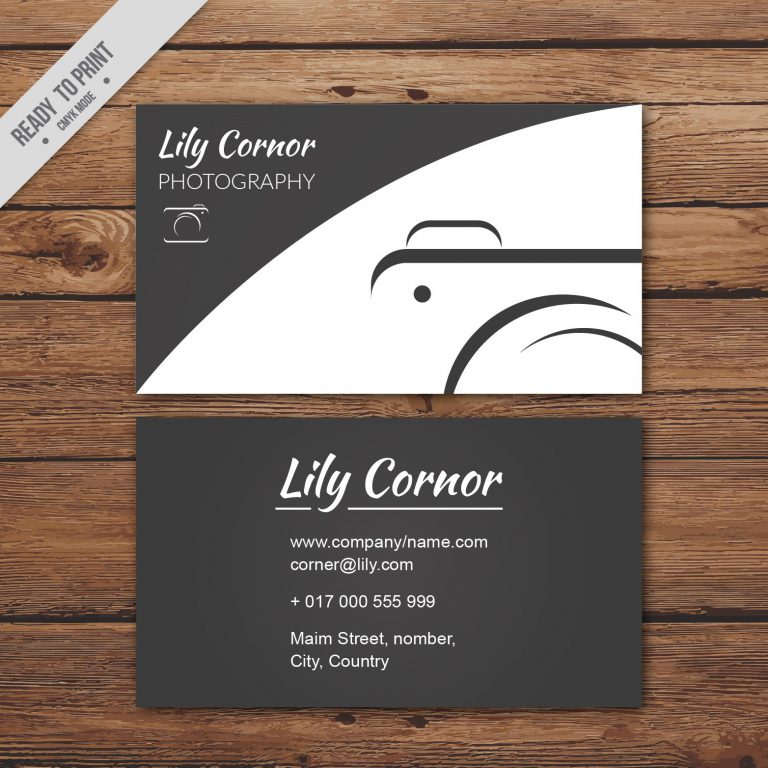 READY TO PRINT
CMYK MODE
Lily Cornor
PHOTOGRAPHY
Lily Cornor
www.company/name.com
corner@lily.com
+ 017 000 555 999
Maim Street, nomber,
City, Country